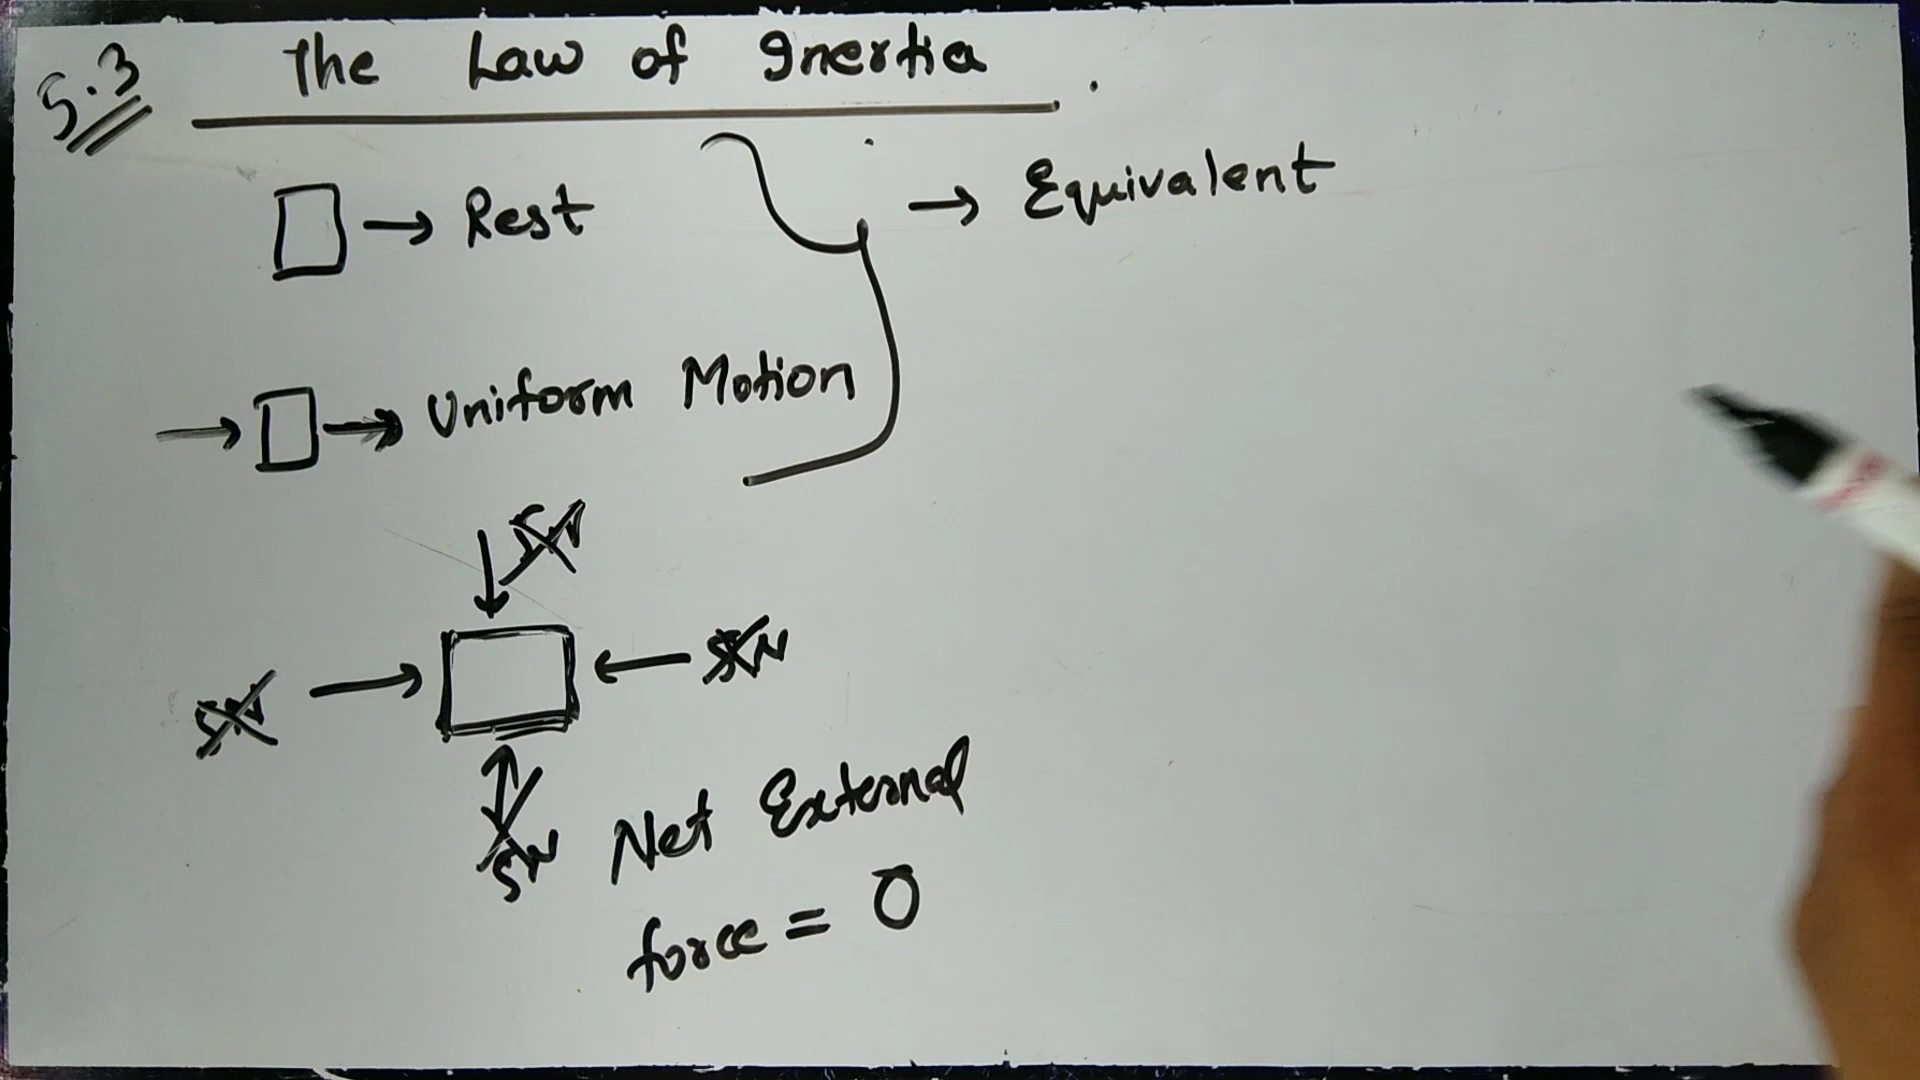 5.3 The Law of Inertia.
→ Rest
→ Equivalent
→ → Uniform Motion
5N
→ ← 5N
5N
5N Net External
force = 0